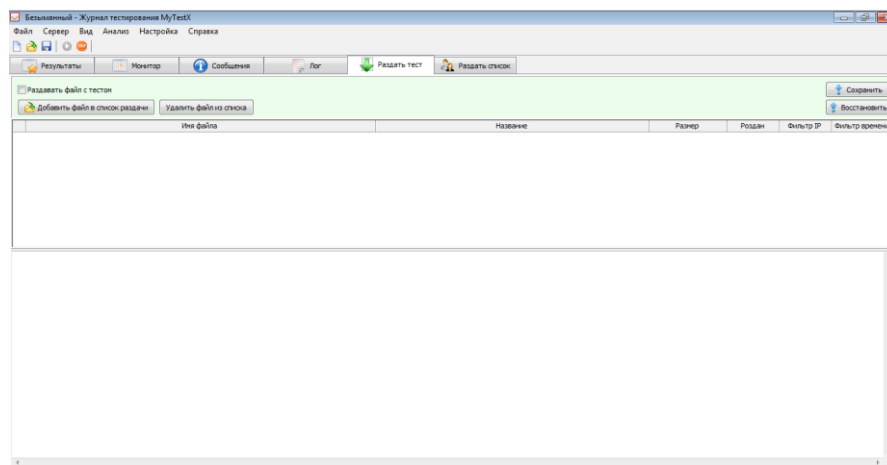 Безымянный - Журнал тестирования MyTestX
Файл Сервер Вид Анализ Настройка Справка
Результаты Монитор Сообщения Лог Раздать тест Раздать список
Раздавать файл с тестом Сохранить
Добавить файл в список раздачи Удалить файл из списка Восстановить
Имя файла Название Размер Роздан Фильтр IP Фильтр времени